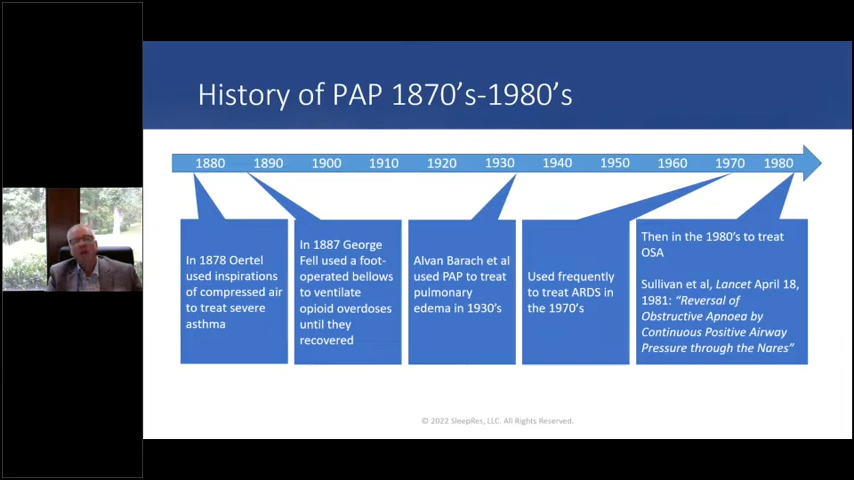 History of PAP 1870's-1980's
1880 1890 1900 1910 1920 1930 1940 1950 1960 1970 1980
In 1878 Oertel
used inspirations
of compressed air
to treat severe
asthma
In 1887 George
Fell used a foot-
operated bellows
to ventilate
opioid overdoses
until they
recovered
Alvan Barach et al
used PAP to treat
pulmonary
edema in 1930's
Used frequently
to treat ARDS in
the 1970's
Then in the 1980's to treat
OSA
Sullivan et al, Lancet April 18,
1981: "Reversal of
Obstructive Apnoea by
Continuous Positive Airway
Pressure through the Nares"
© 2022 SleepRes, LLC. All Rights Reserved.